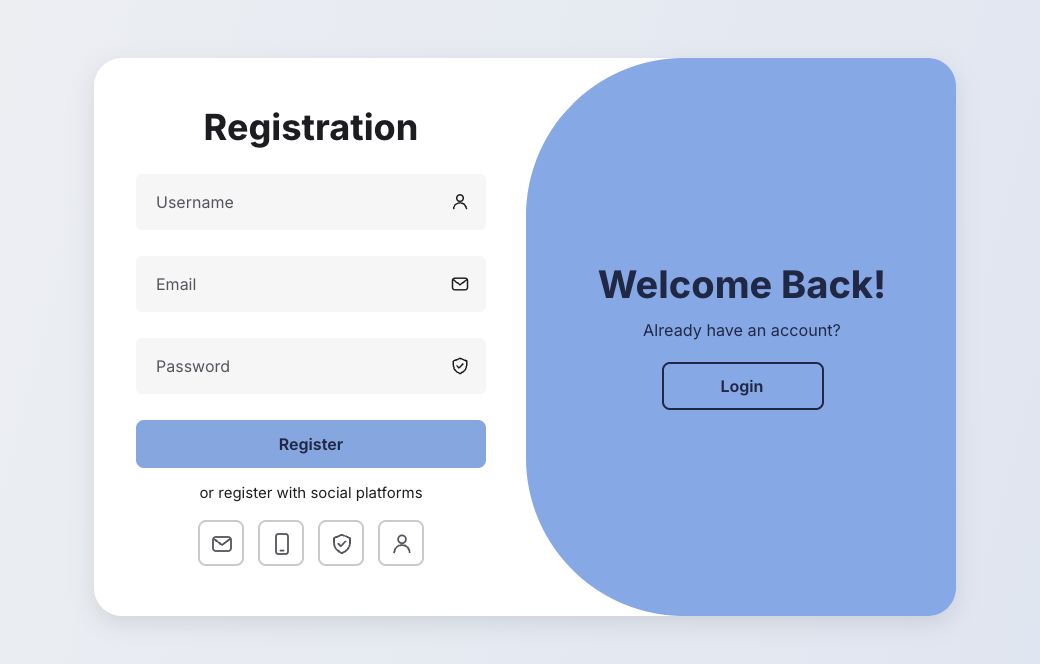 Registration
Username
Email
Password
Register
or register with social platforms
Welcome Back!
Already have an account?
Login